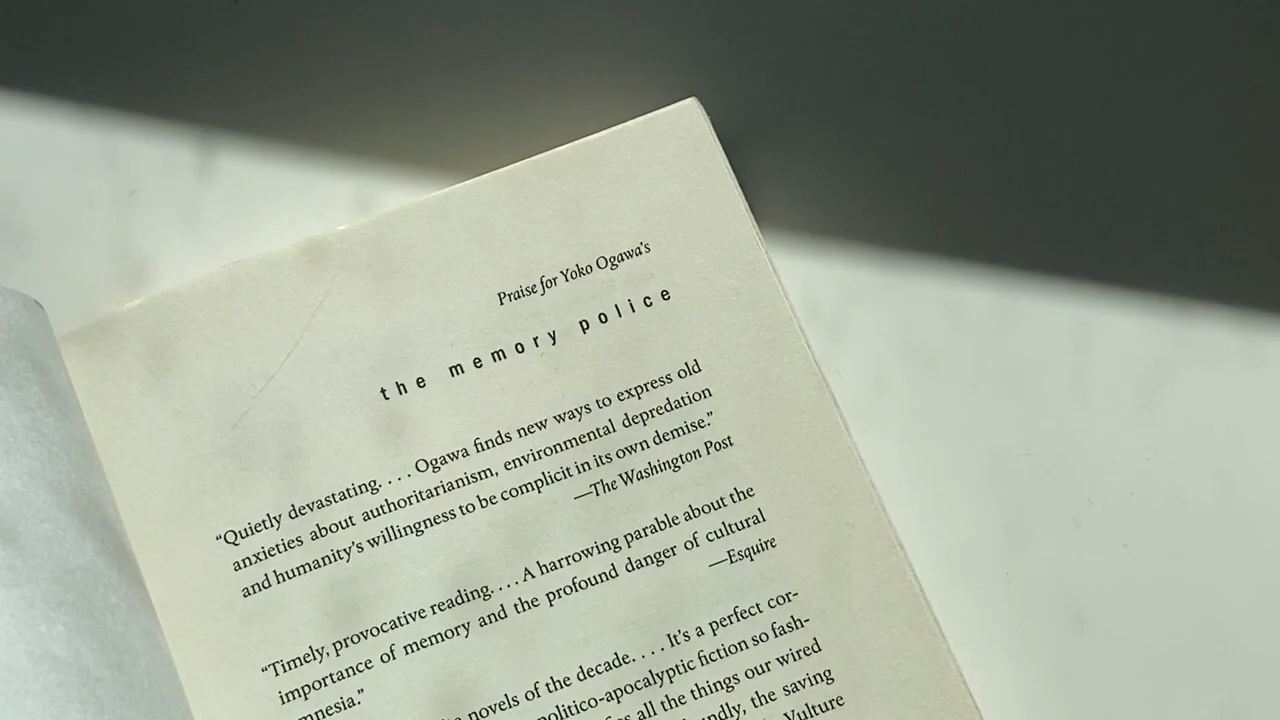 Praise for Yoko Ogawa's
the memory police
“Quietly devastating. . . . Ogawa finds new ways to express old
anxieties about authoritarianism, environmental depredation
and humanity's willingness to be complicit in its own demise.”
—The Washington Post
“Timely, provocative reading. . . . A harrowing parable about the
importance of memory and the profound danger of cultural
mnesia.”
—Esquire
novels of the decade. . . . It's a perfect cor-
politico-apocalyptic fiction so fash-
all the things our wired
the saving
Vulture